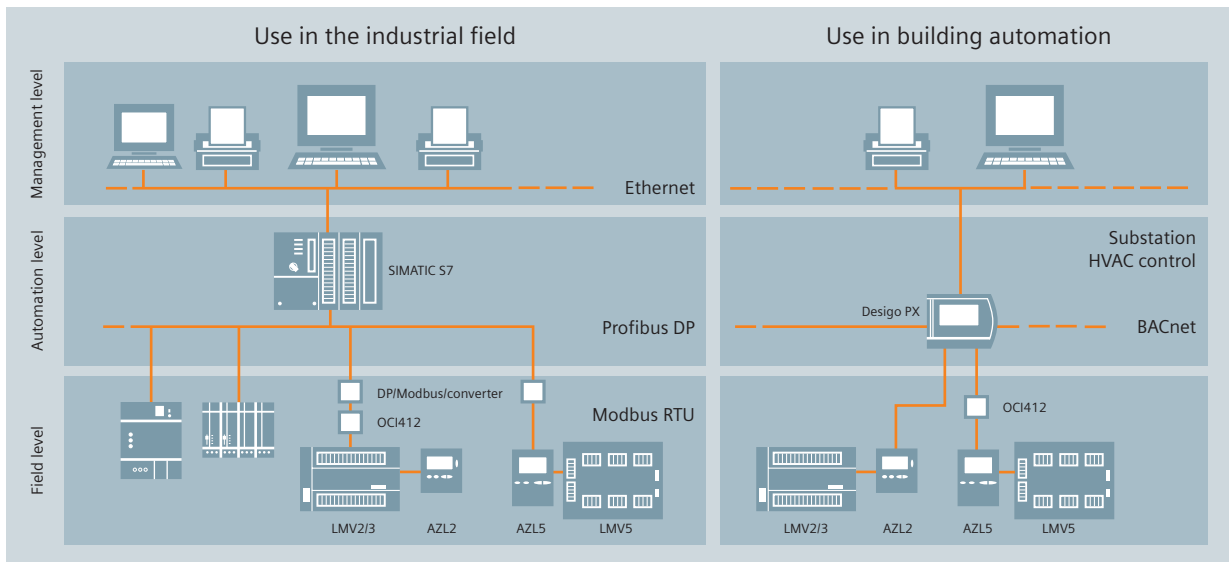 Use in the industrial field
Use in building automation
Management level
Ethernet
Automation level
SIMATIC S7
Profibus DP
Substation
HVAC control
Desigo PX
BACnet
Field level
DP/Modbus/converter
OCI412
Modbus RTU
LMV2/3
AZL2
AZL5
LMV5
OCI412
LMV2/3
AZL2
AZL5
LMV5